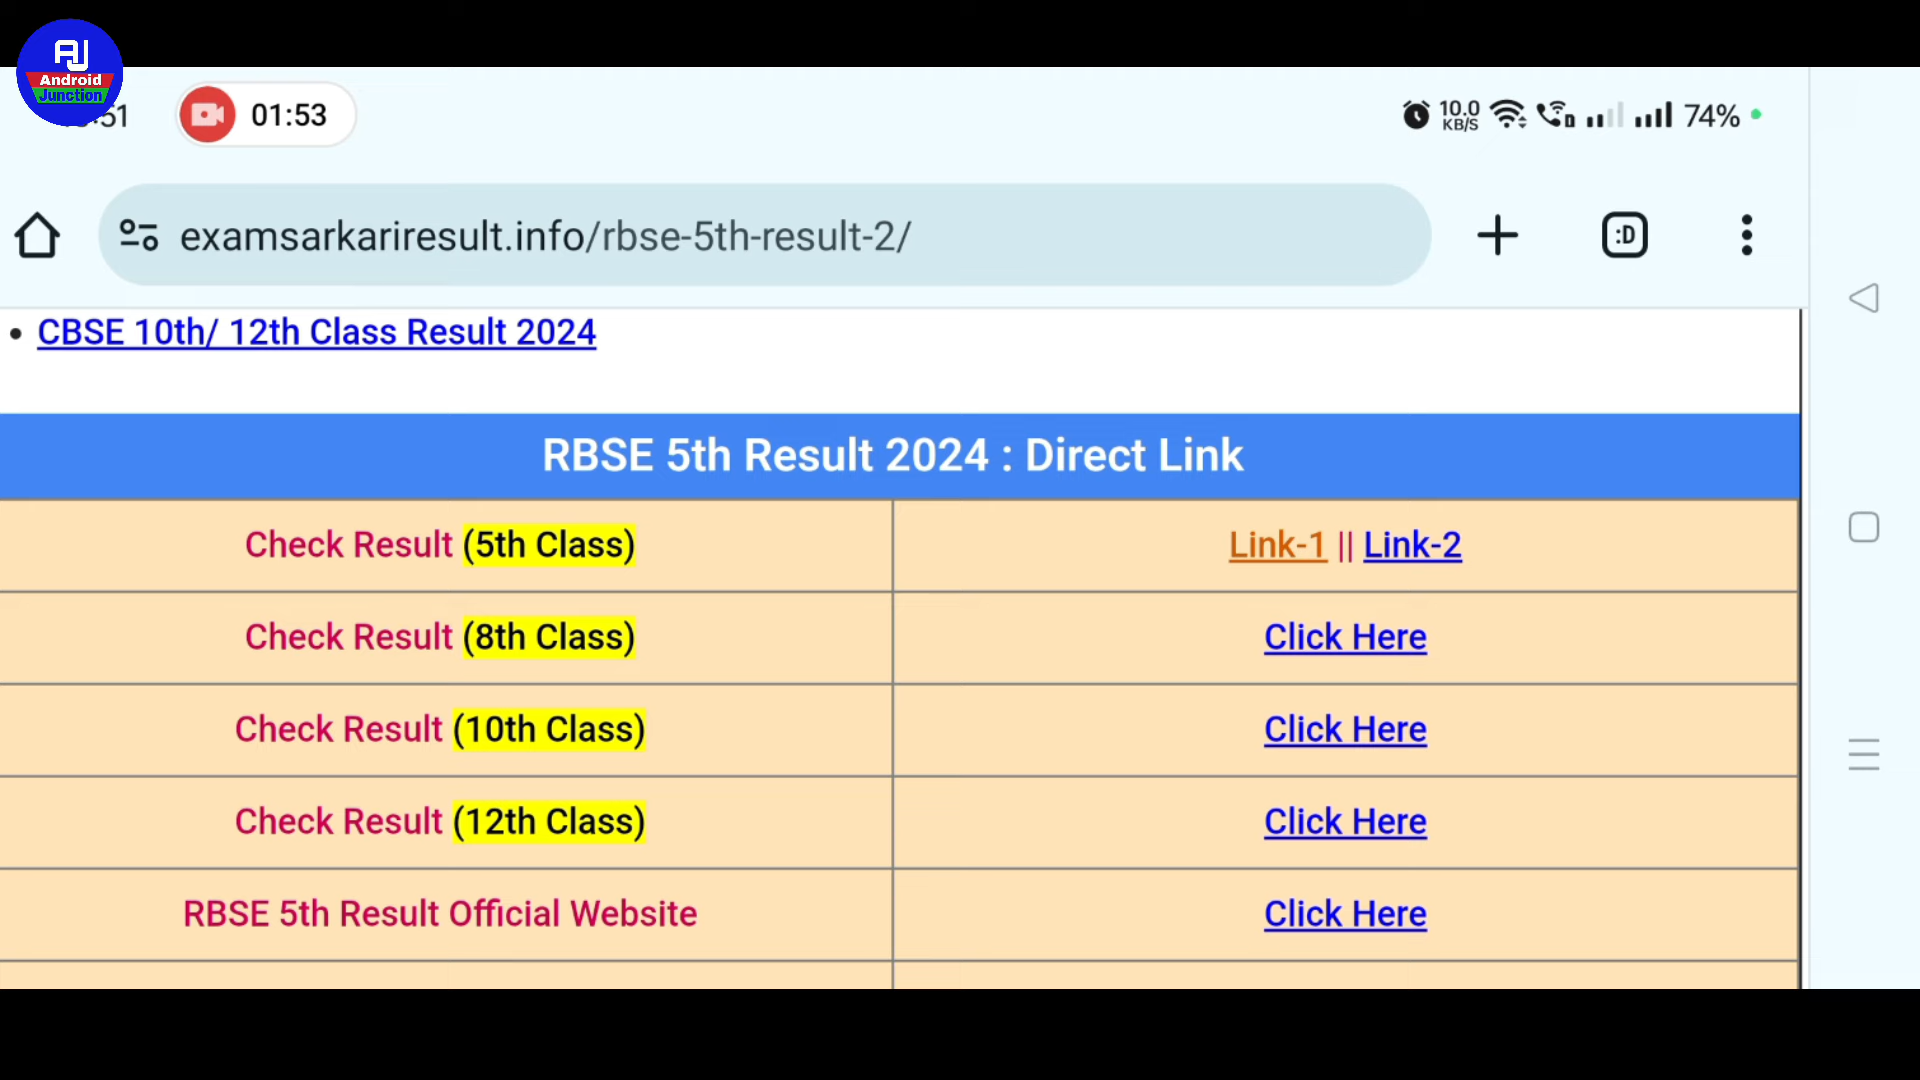 AJ
Android
Junction
:51
01:53
10.0
KB/S
74%
examsarkariresult.info/rbse-5th-result-2/
:D
• CBSE 10th/ 12th Class Result 2024
RBSE 5th Result 2024 : Direct Link
Check Result (5th Class) Link-1 || Link-2
Check Result (8th Class) Click Here
Check Result (10th Class) Click Here
Check Result (12th Class) Click Here
RBSE 5th Result Official Website Click Here